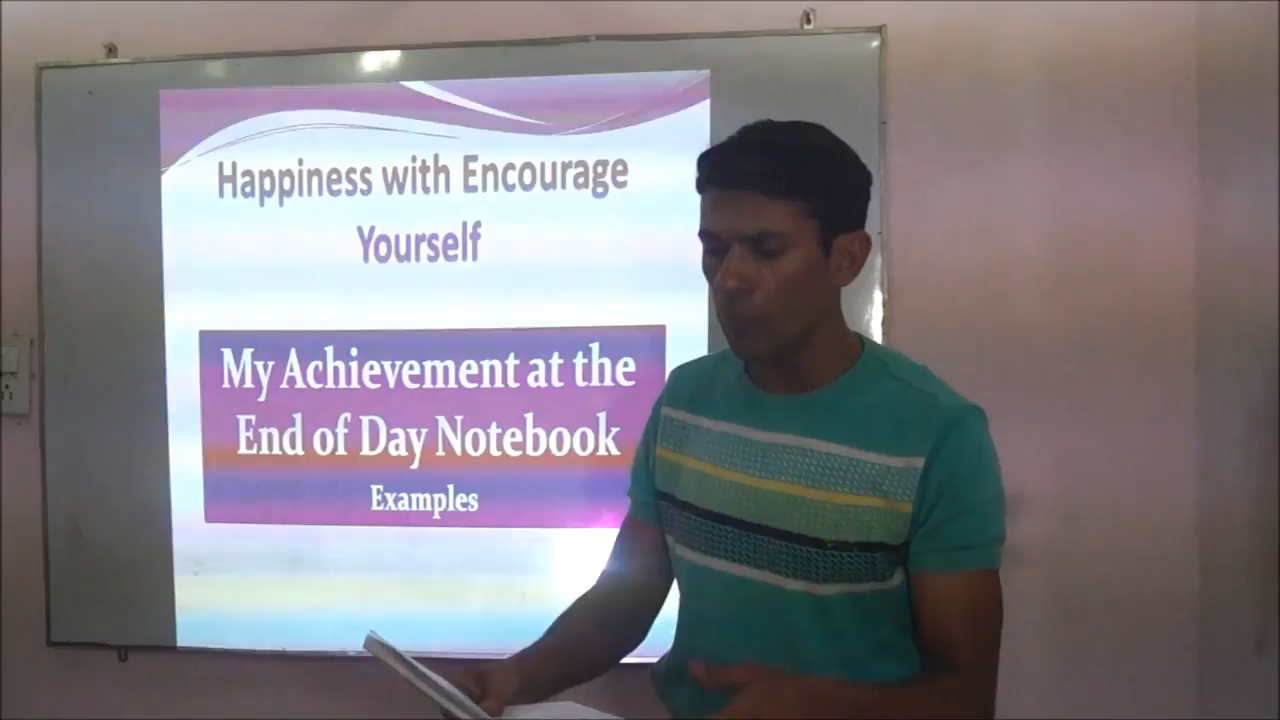 Happiness with Encourage
Yourself
My Achievement at the
End of Day Notebook
Examples